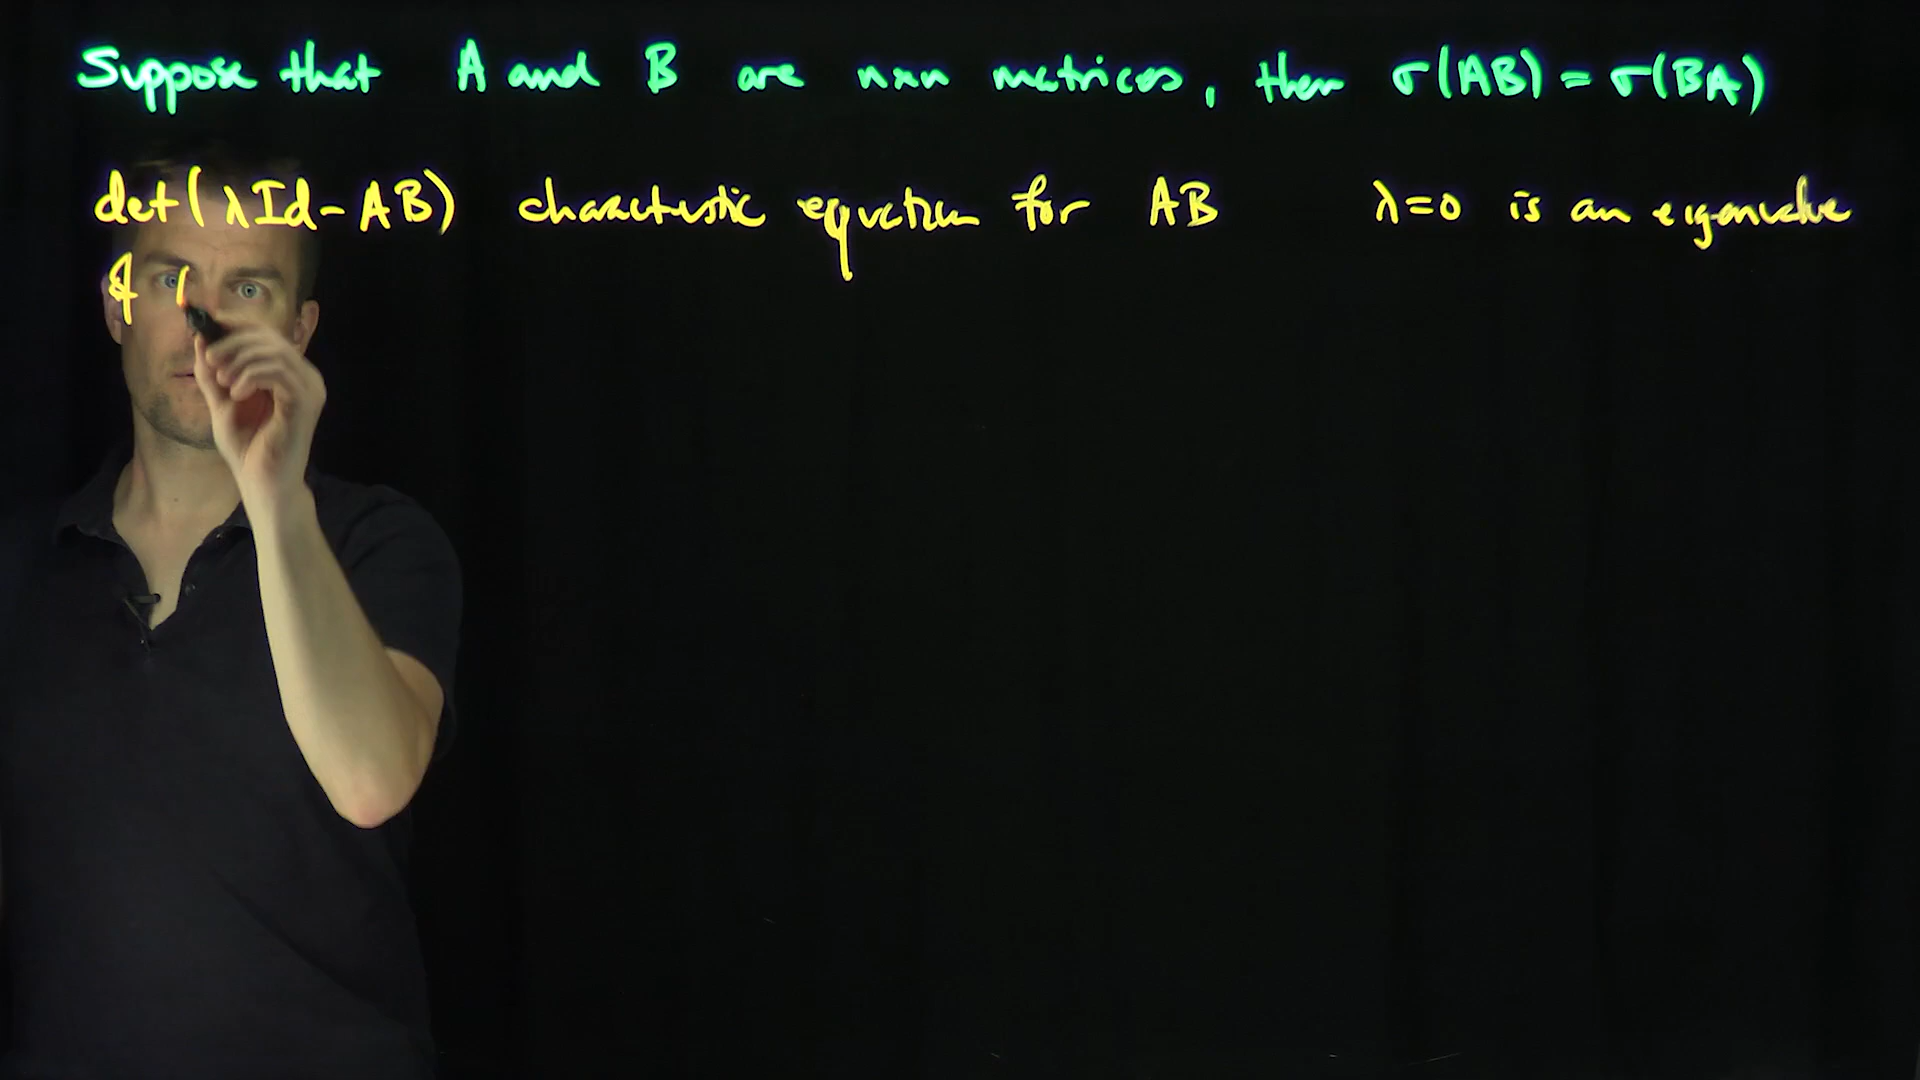 Suppose that A and B are nxn matrices, then σ(AB) = σ(BA)
det(λId-AB) characteristic equation for AB λ=0 is an eigenvalue
(